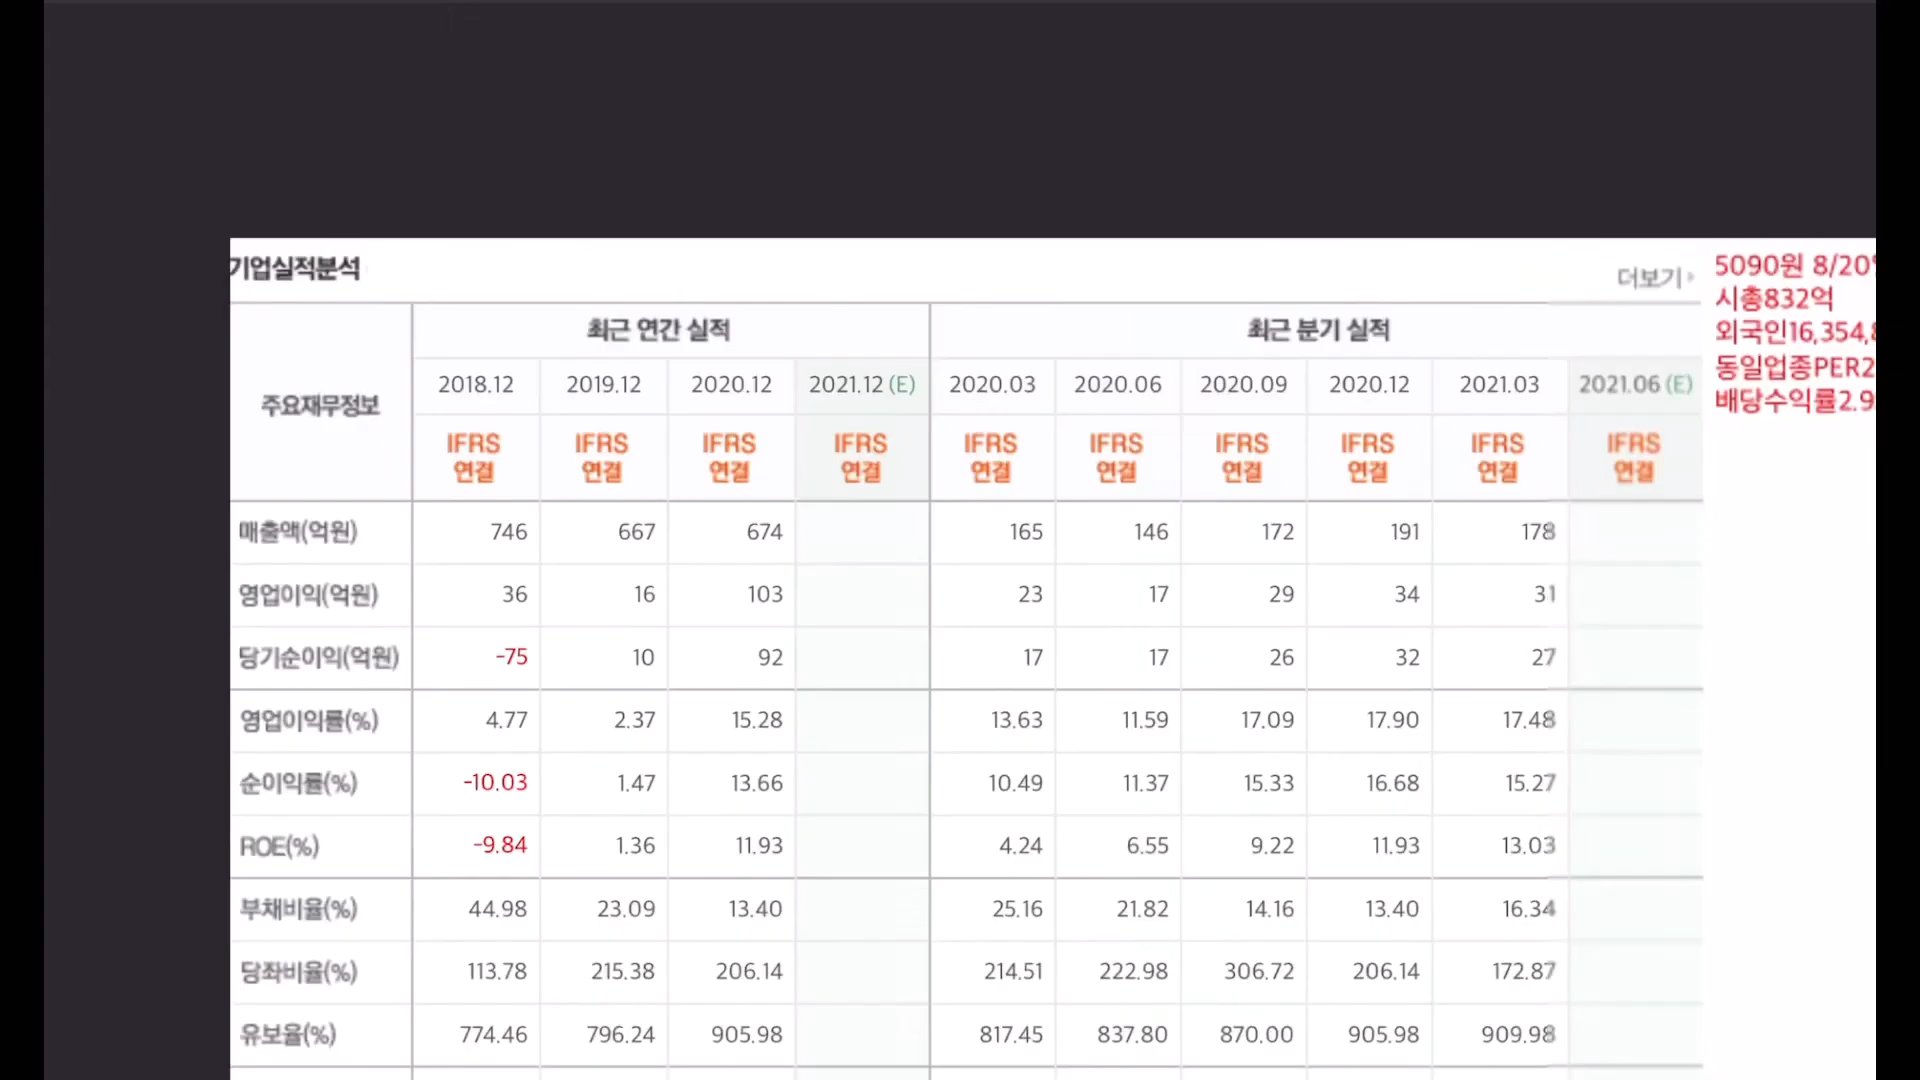 기업실적분석
더보기
5090원 8/20
시총832억
외국인16,354,
동일업종PER2
배당수익률2.9
주요재무정보 최근 연간 실적 최근 분기 실적
2018.12 2019.12 2020.12 2021.12 (E) 2020.03 2020.06 2020.09 2020.12 2021.03 2021.06 (E)
IFRS IFRS IFRS IFRS IFRS IFRS IFRS IFRS IFRS IFRS
연결 연결 연결 연결 연결 연결 연결 연결 연결 연결
매출액(억원) 746 667 674 165 146 172 191 178
영업이익(억원) 36 16 103 23 17 29 34 31
당기순이익(억원) -75 10 92 17 17 26 32 27
영업이익률(%) 4.77 2.37 15.28 13.63 11.59 17.09 17.90 17.48
순이익률(%) -10.03 1.47 13.66 10.49 11.37 15.33 16.68 15.27
ROE(%) -9.84 1.36 11.93 4.24 6.55 9.22 11.93 13.03
부채비율(%) 44.98 23.09 13.40 25.16 21.82 14.16 13.40 16.34
당좌비율(%) 113.78 215.38 206.14 214.51 222.98 306.72 206.14 172.87
유보율(%) 774.46 796.24 905.98 817.45 837.80 870.00 905.98 909.98